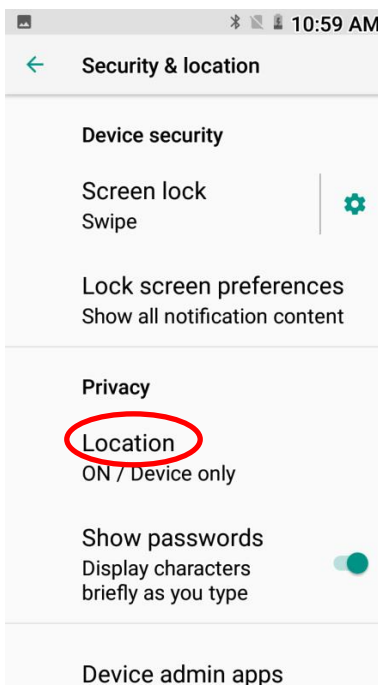 10:59 AM
Security & location
Device security
Screen lock
Swipe
Lock screen preferences
Show all notification content
Privacy
Location
ON / Device only
Show passwords
Display characters
briefly as you type
Device admin apps